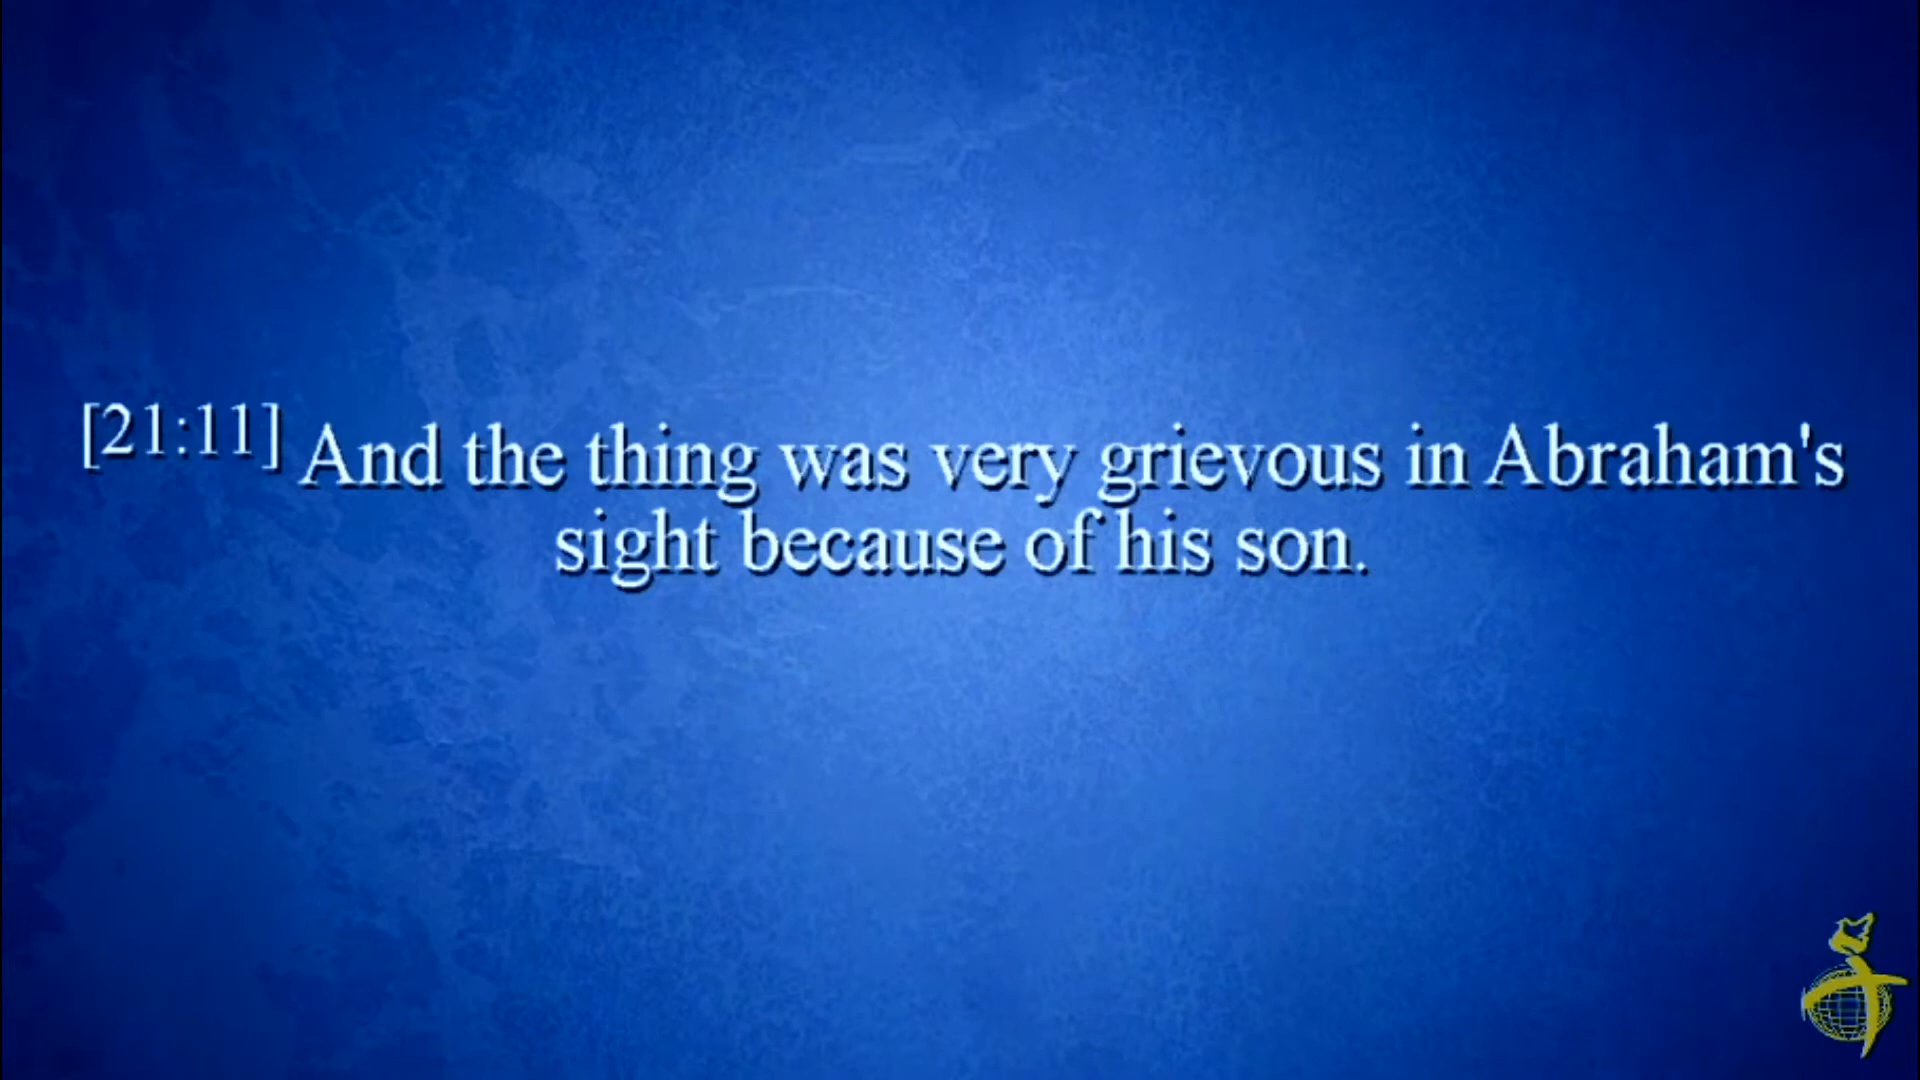 [21:11] And the thing was very grievous in Abraham's
sight because of his son.